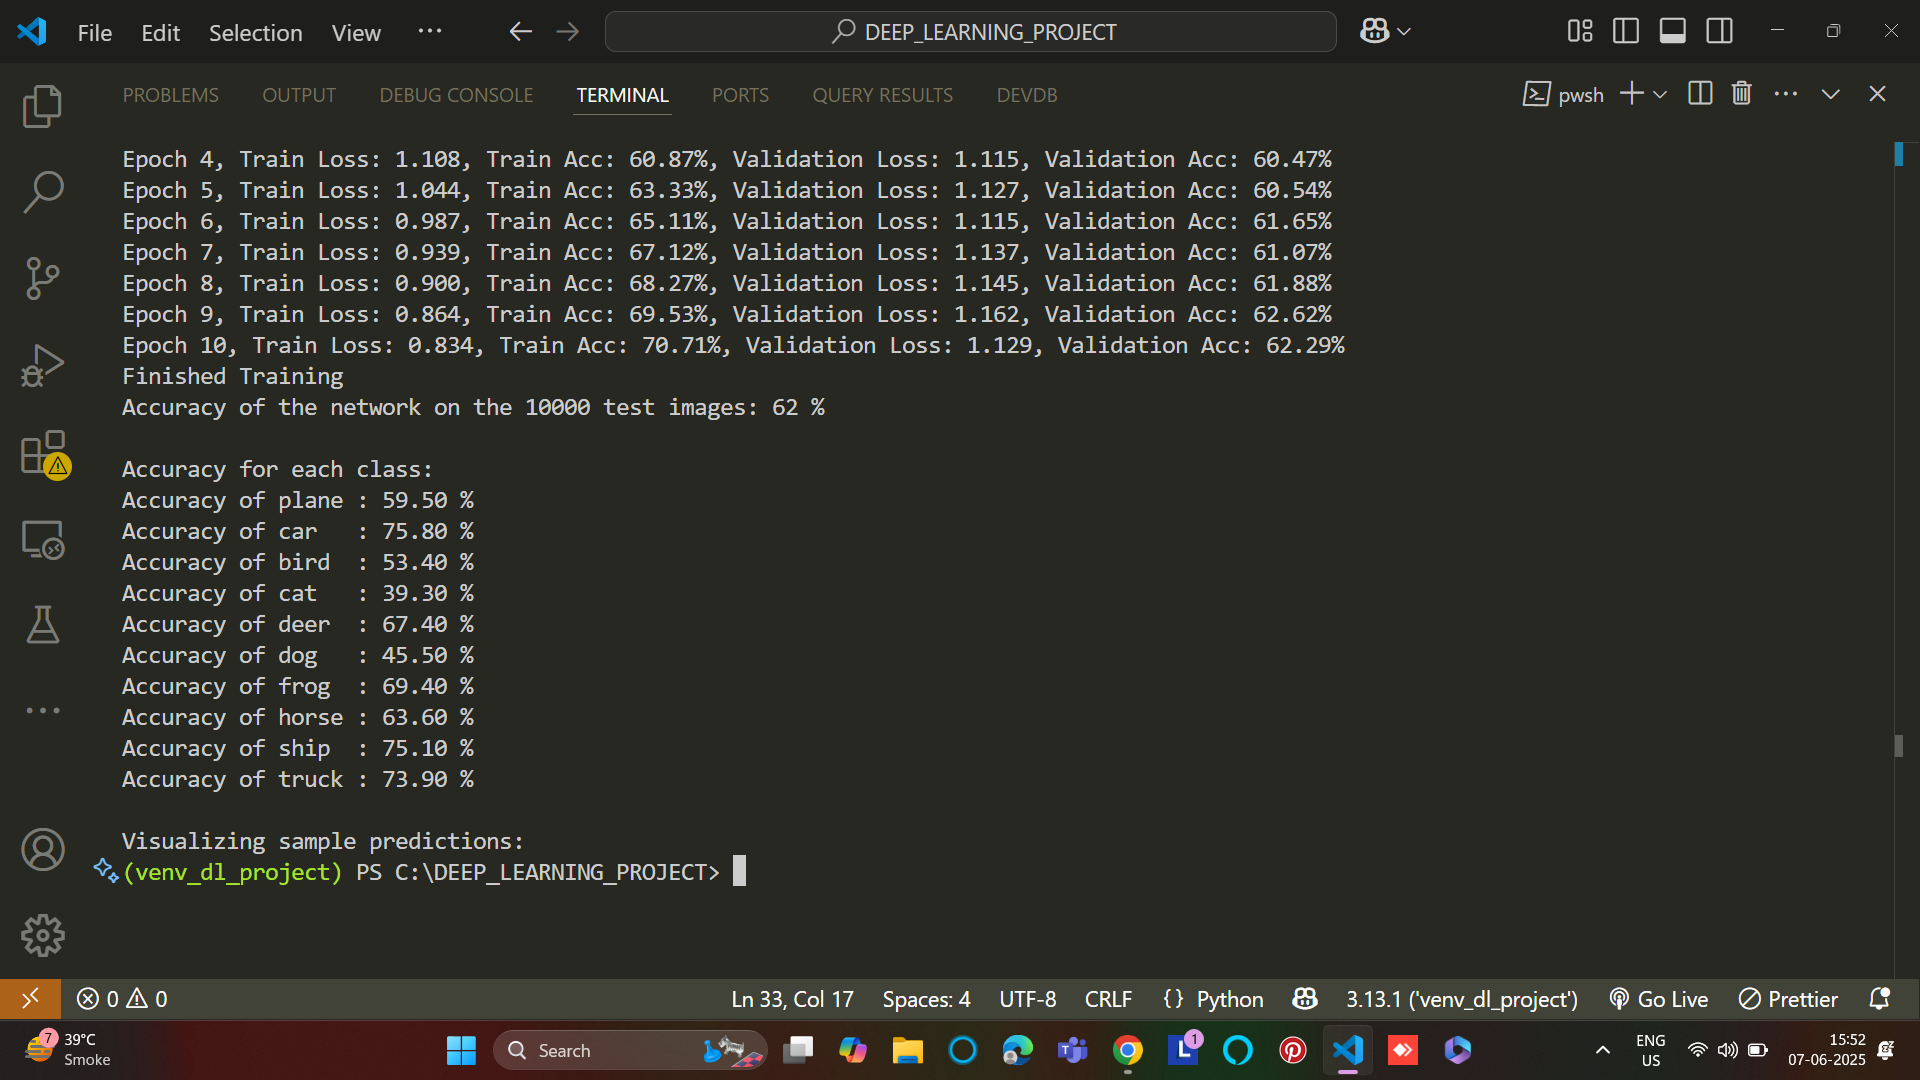 File Edit Selection View ··· DEEP_LEARNING_PROJECT
PROBLEMS OUTPUT DEBUG CONSOLE TERMINAL PORTS QUERY RESULTS DEVDB pwsh
Epoch 4, Train Loss: 1.108, Train Acc: 60.87%, Validation Loss: 1.115, Validation Acc: 60.47%
Epoch 5, Train Loss: 1.044, Train Acc: 63.33%, Validation Loss: 1.127, Validation Acc: 60.54%
Epoch 6, Train Loss: 0.987, Train Acc: 65.11%, Validation Loss: 1.115, Validation Acc: 61.65%
Epoch 7, Train Loss: 0.939, Train Acc: 67.12%, Validation Loss: 1.137, Validation Acc: 61.07%
Epoch 8, Train Loss: 0.900, Train Acc: 68.27%, Validation Loss: 1.145, Validation Acc: 61.88%
Epoch 9, Train Loss: 0.864, Train Acc: 69.53%, Validation Loss: 1.162, Validation Acc: 62.62%
Epoch 10, Train Loss: 0.834, Train Acc: 70.71%, Validation Loss: 1.129, Validation Acc: 62.29%
Finished Training
Accuracy of the network on the 10000 test images: 62 %
Accuracy for each class:
Accuracy of plane : 59.50 %
Accuracy of car   : 75.80 %
Accuracy of bird  : 53.40 %
Accuracy of cat   : 39.30 %
Accuracy of deer  : 67.40 %
Accuracy of dog   : 45.50 %
Accuracy of frog  : 69.40 %
Accuracy of horse : 63.60 %
Accuracy of ship  : 75.10 %
Accuracy of truck : 73.90 %
Visualizing sample predictions:
(venv_dl_project) PS C:\DEEP_LEARNING_PROJECT>
0 0 Ln 33, Col 17 Spaces: 4 UTF-8 CRLF {} Python 3.13.1 ('venv_dl_project') Go Live Prettier
7 39°C
Smoke
Search
L 1
ENG
US
15:52
07-06-2025